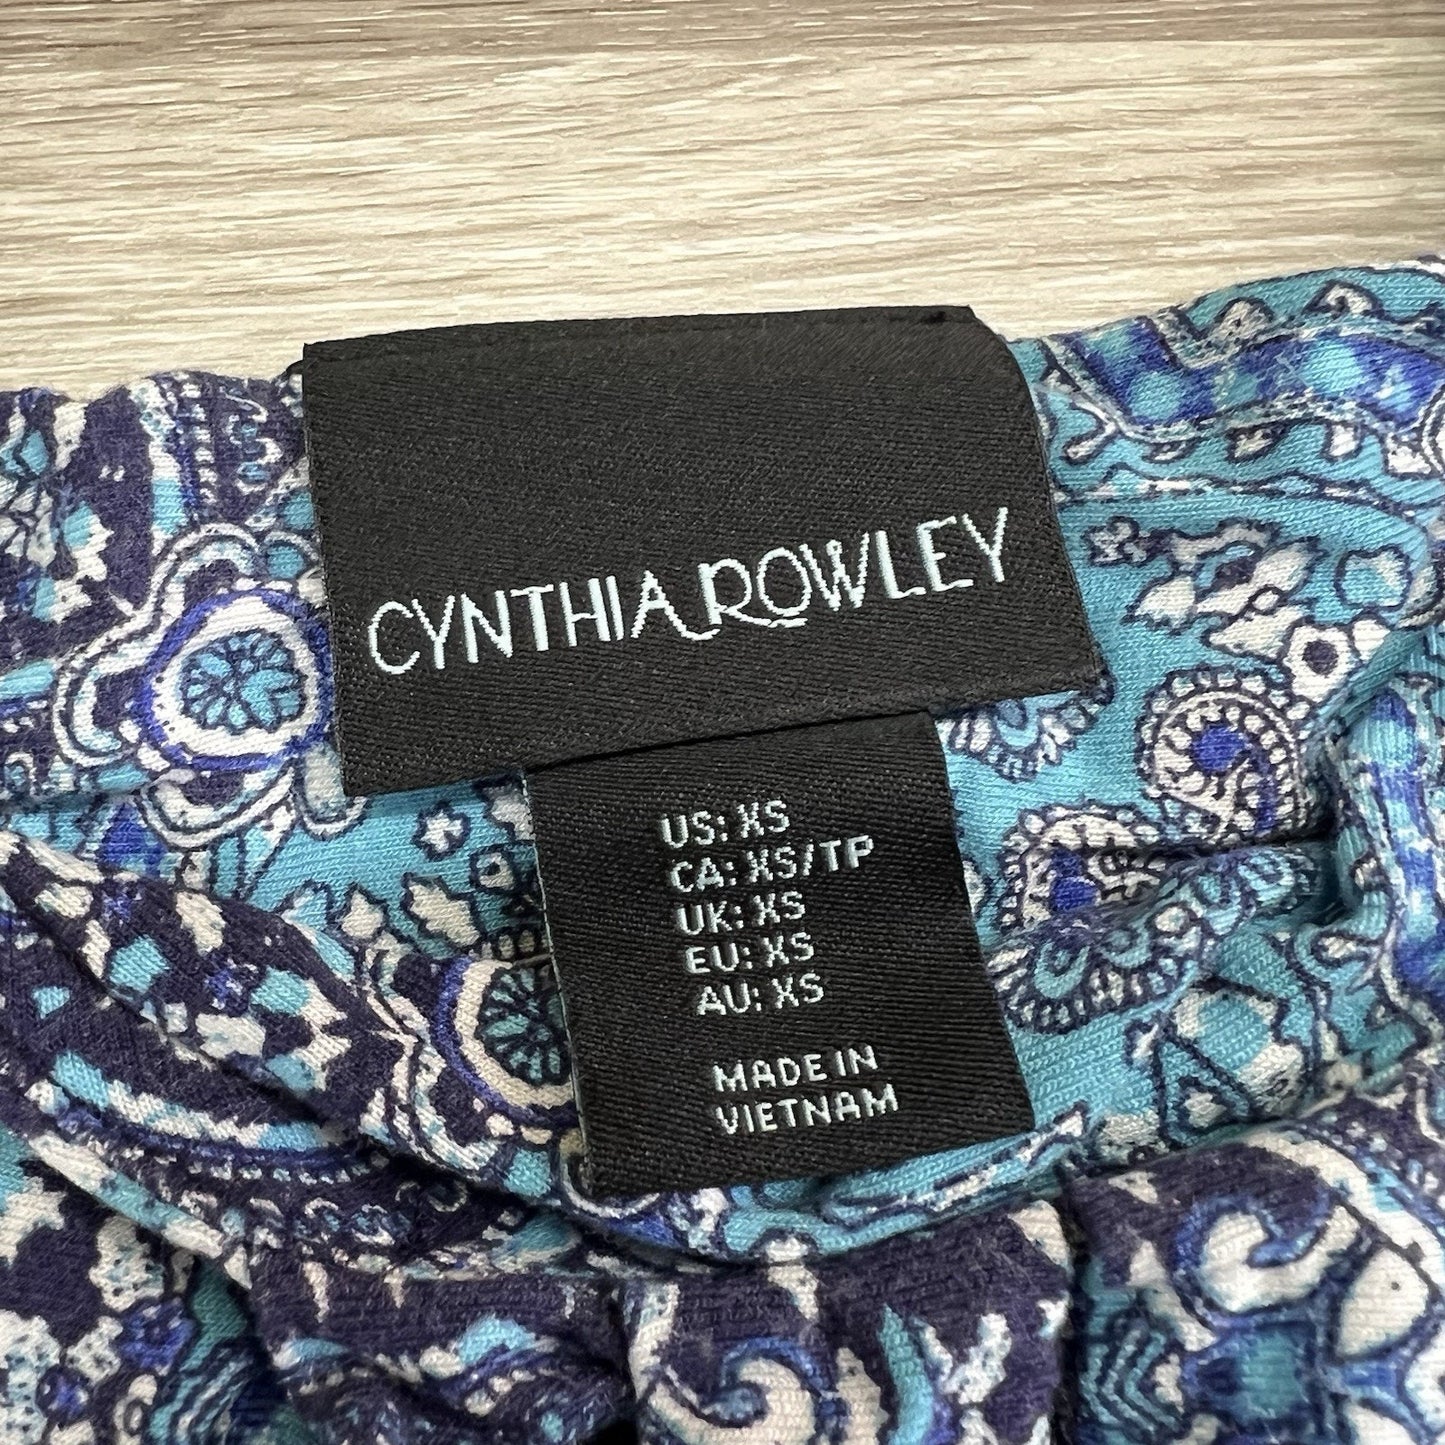 CYNTHIA ROWLEY
US: XS
CA: XS/TP
UK: XS
EU: XS
AU: XS
MADE IN
VIETNAM